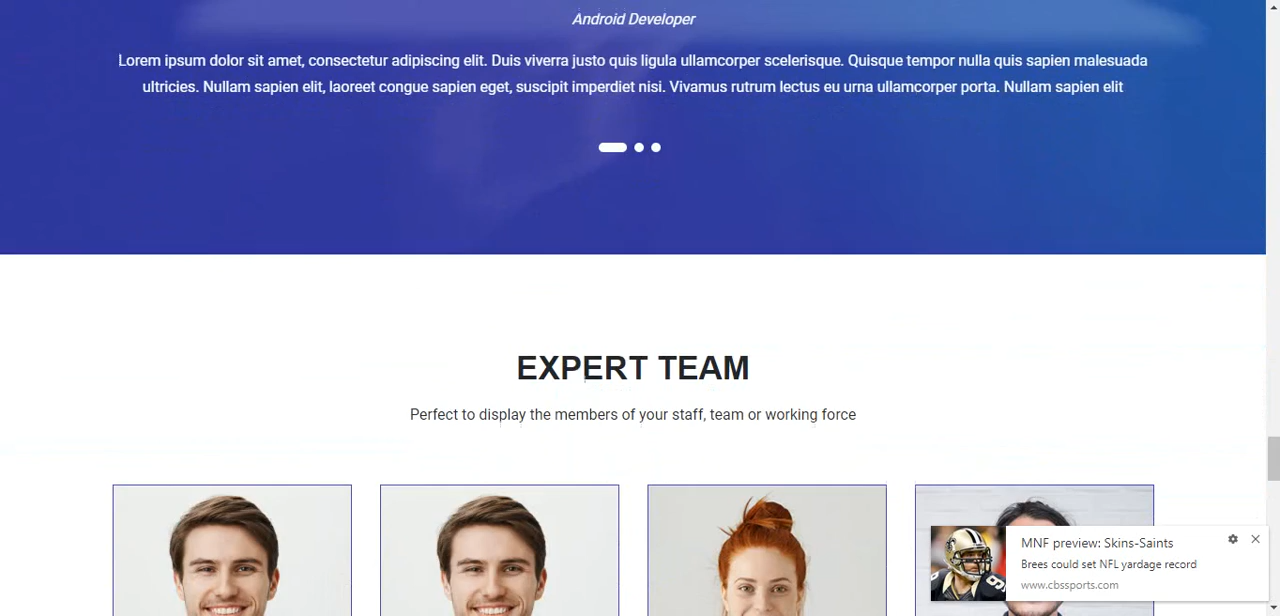 Android Developer
Lorem ipsum dolor sit amet, consectetur adipiscing elit. Duis viverra justo quis ligula ullamcorper scelerisque. Quisque tempor nulla quis sapien malesuada
ultricies. Nullam sapien elit, laoreet congue sapien eget, suscipit imperdiet nisi. Vivamus rutrum lectus eu urna ullamcorper porta. Nullam sapien elit
EXPERT TEAM
Perfect to display the members of your staff, team or working force
MNF preview: Skins-Saints
Brees could set NFL yardage record
www.cbssports.com